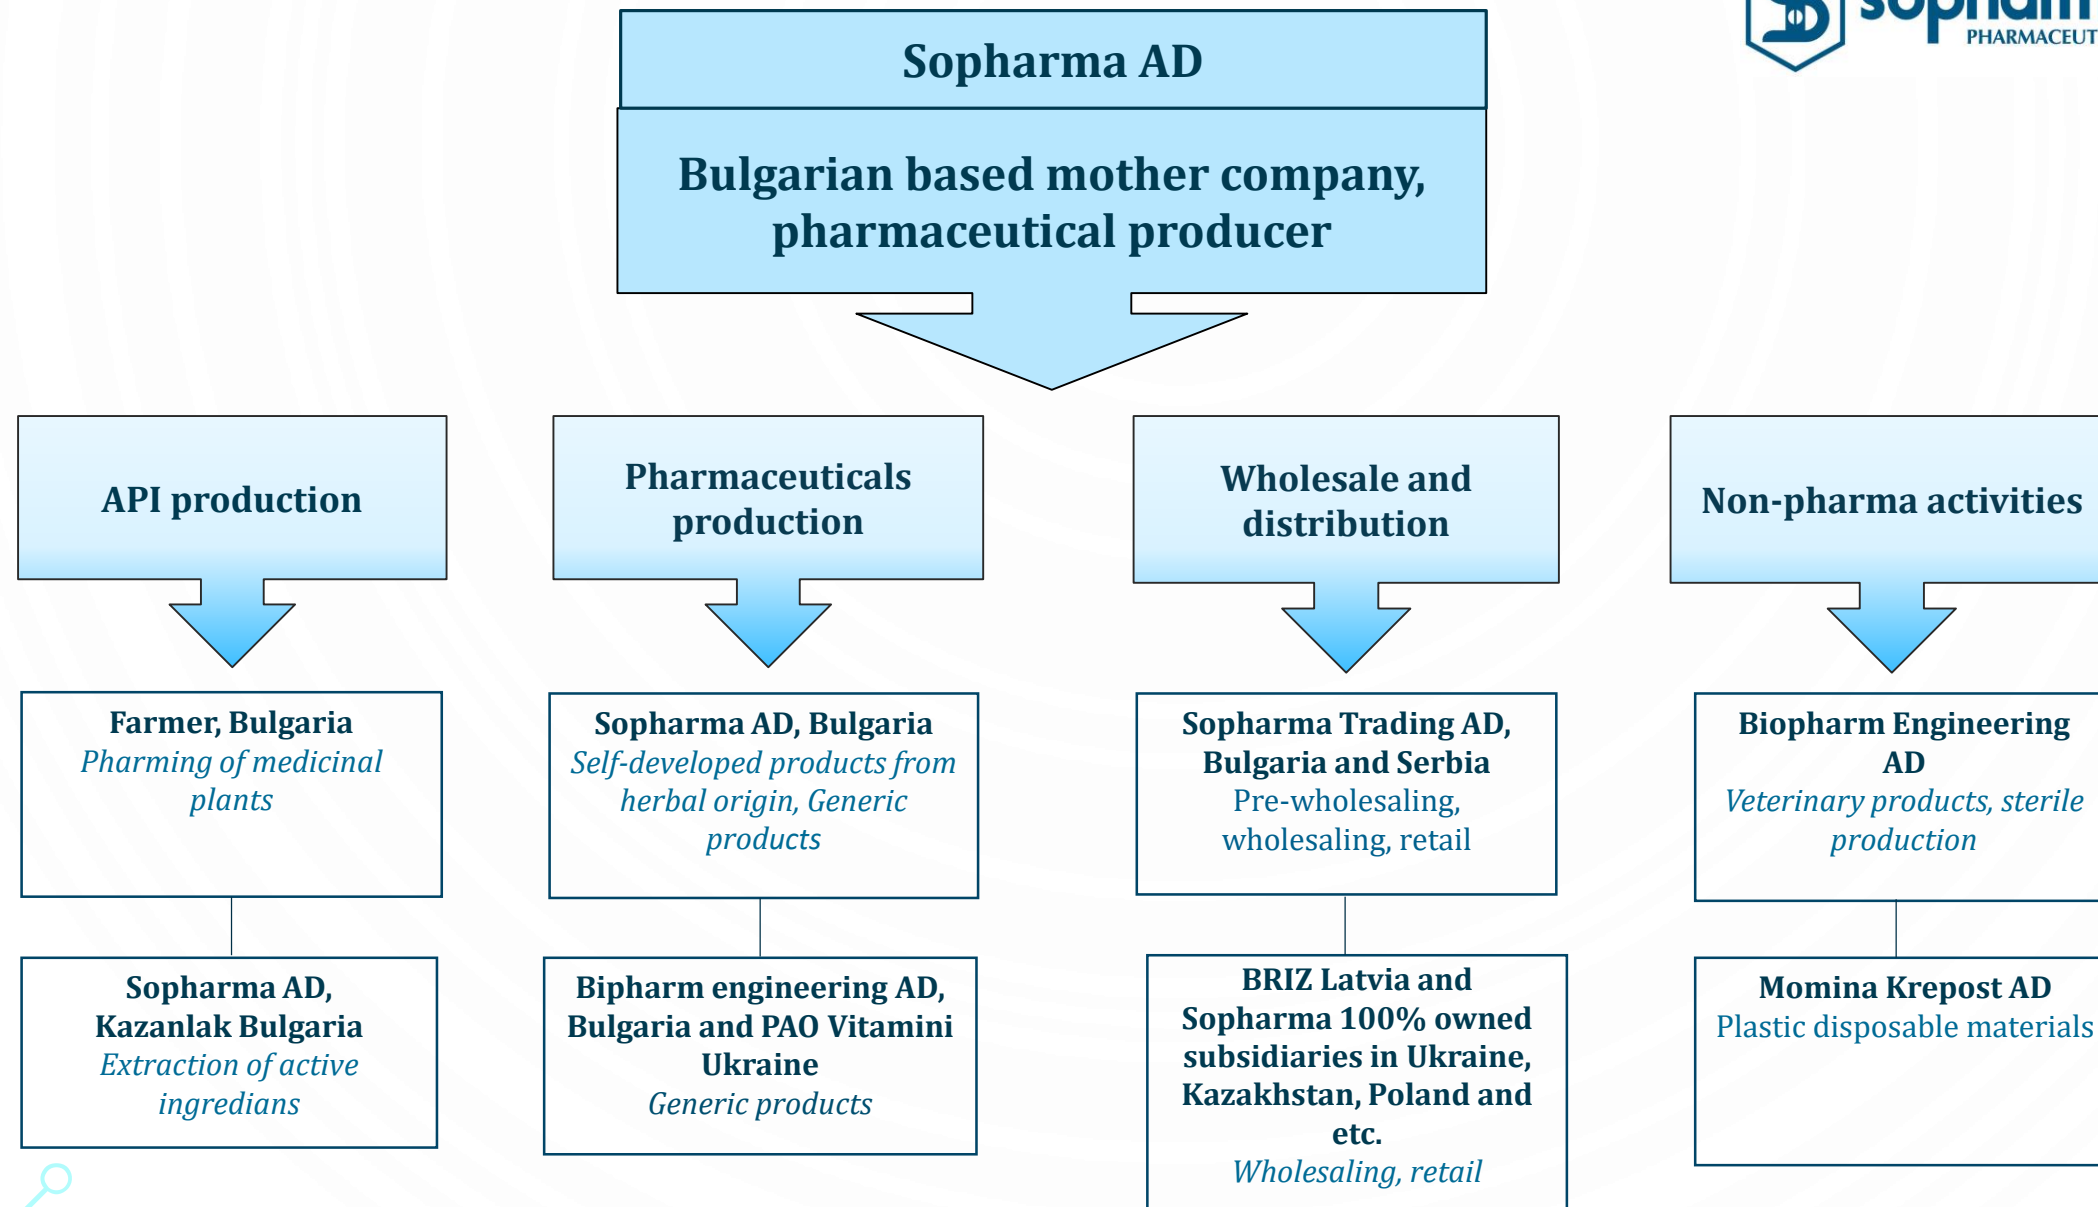 Sopharma AD
PHARMACEUT
Bulgarian based mother company,
pharmaceutical producer
API production
Pharmaceuticals
production
Wholesale and
distribution
Non-pharma activities
Farmer, Bulgaria
Pharming of medicinal
plants
Sopharma AD, Bulgaria
Self-developed products from
herbal origin, Generic
products
Sopharma Trading AD,
Bulgaria and Serbia
Pre-wholesaling,
wholesaling, retail
Biopharm Engineering
AD
Veterinary products, sterile
production
Sopharma AD,
Kazanlak Bulgaria
Extraction of active
ingredians
Bipharm engineering AD,
Bulgaria and PAO Vitamini
Ukraine
Generic products
BRIZ Latvia and
Sopharma 100% owned
subsidiaries in Ukraine,
Kazakhstan, Poland and
etc.
Wholesaling, retail
Momina Krepost AD
Plastic disposable materials